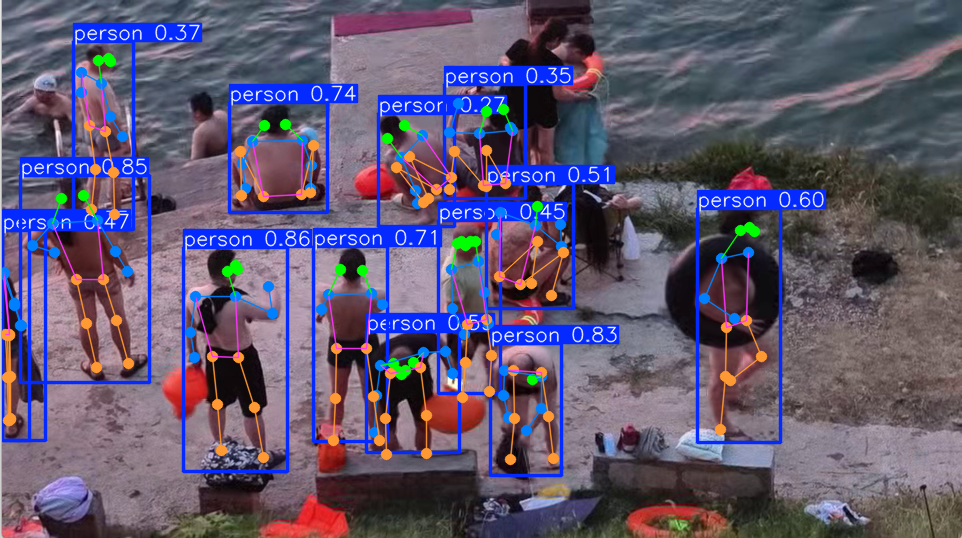 person 0.37
person 0.35
person 0.74
person 0.27
person 0.85
person 0.51
person 0.60
person 0.45
person 0.47
person 0.86
person 0.71
person 0.59
person 0.83